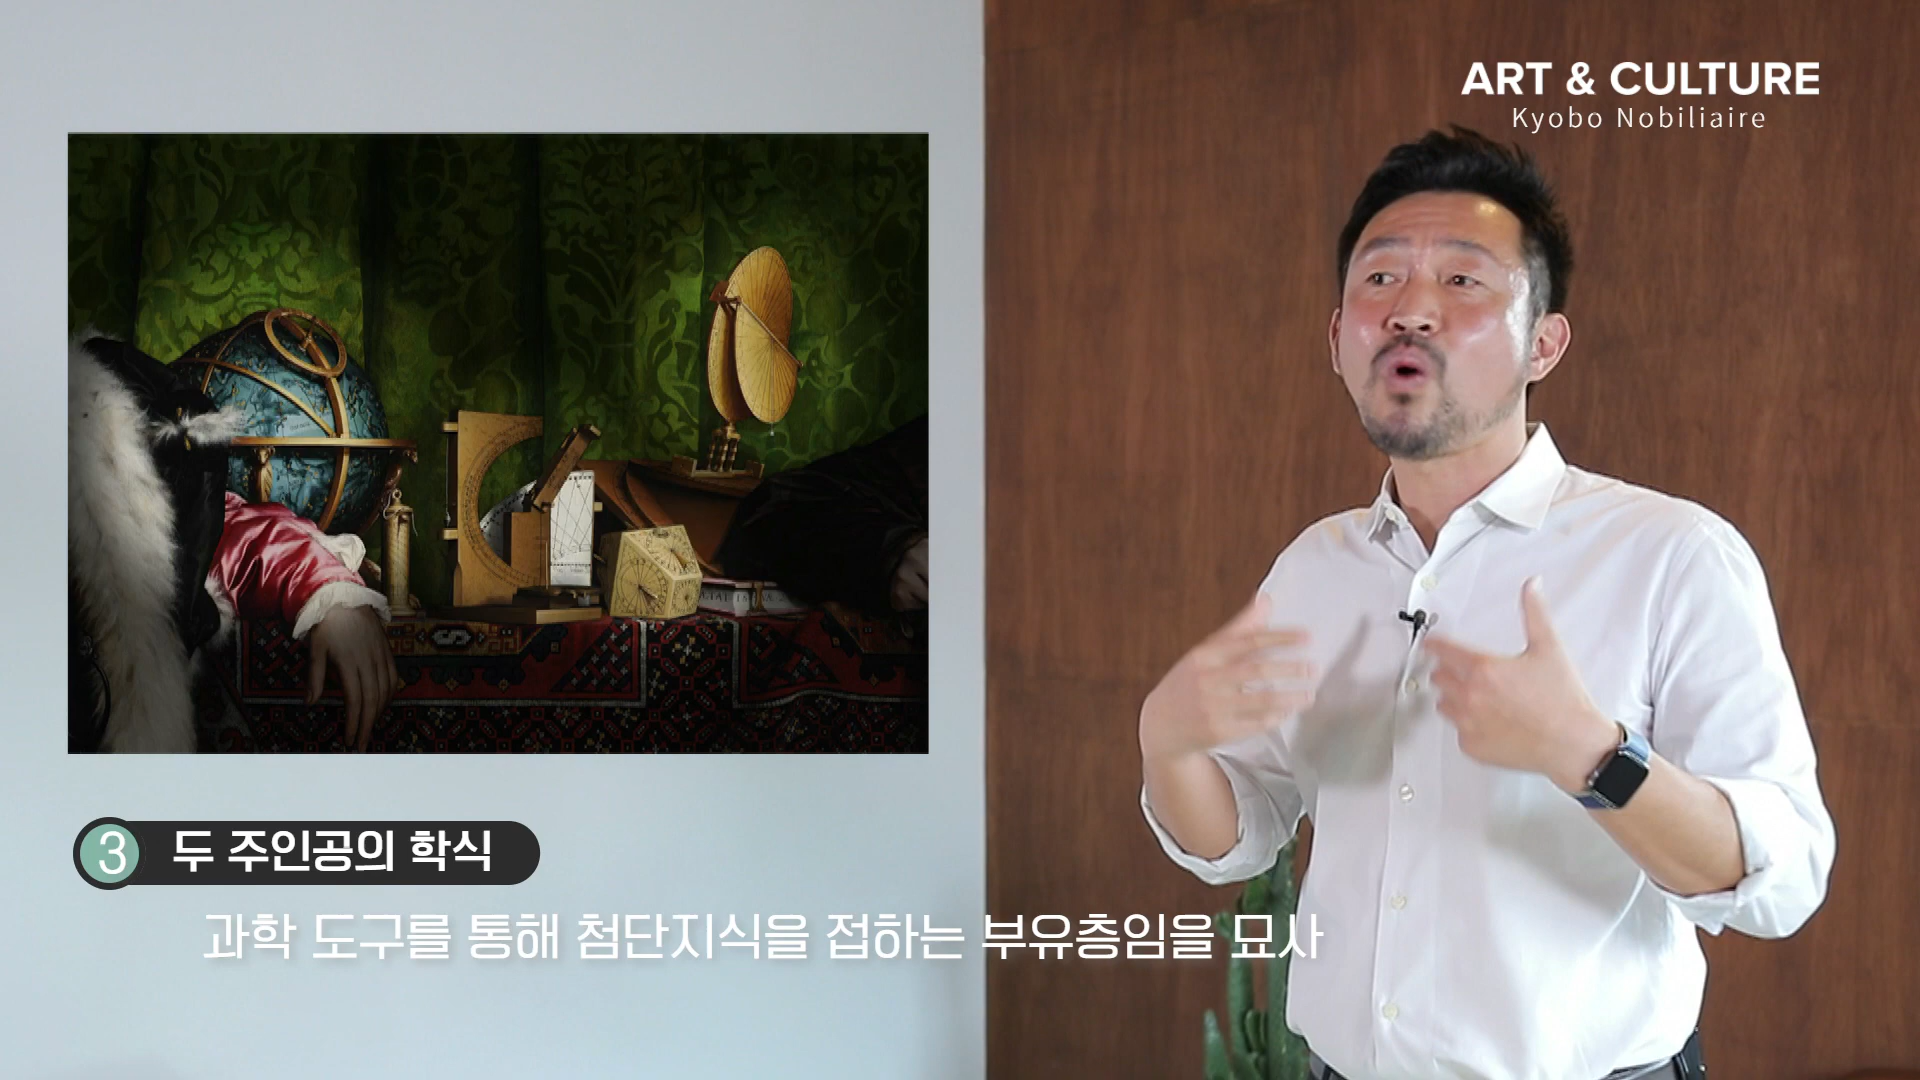 ART & CULTURE
Kyobo Nobiliaire
3 두 주인공의 학식
과학 도구를 통해 첨단지식을 접하는 부유층임을 묘사